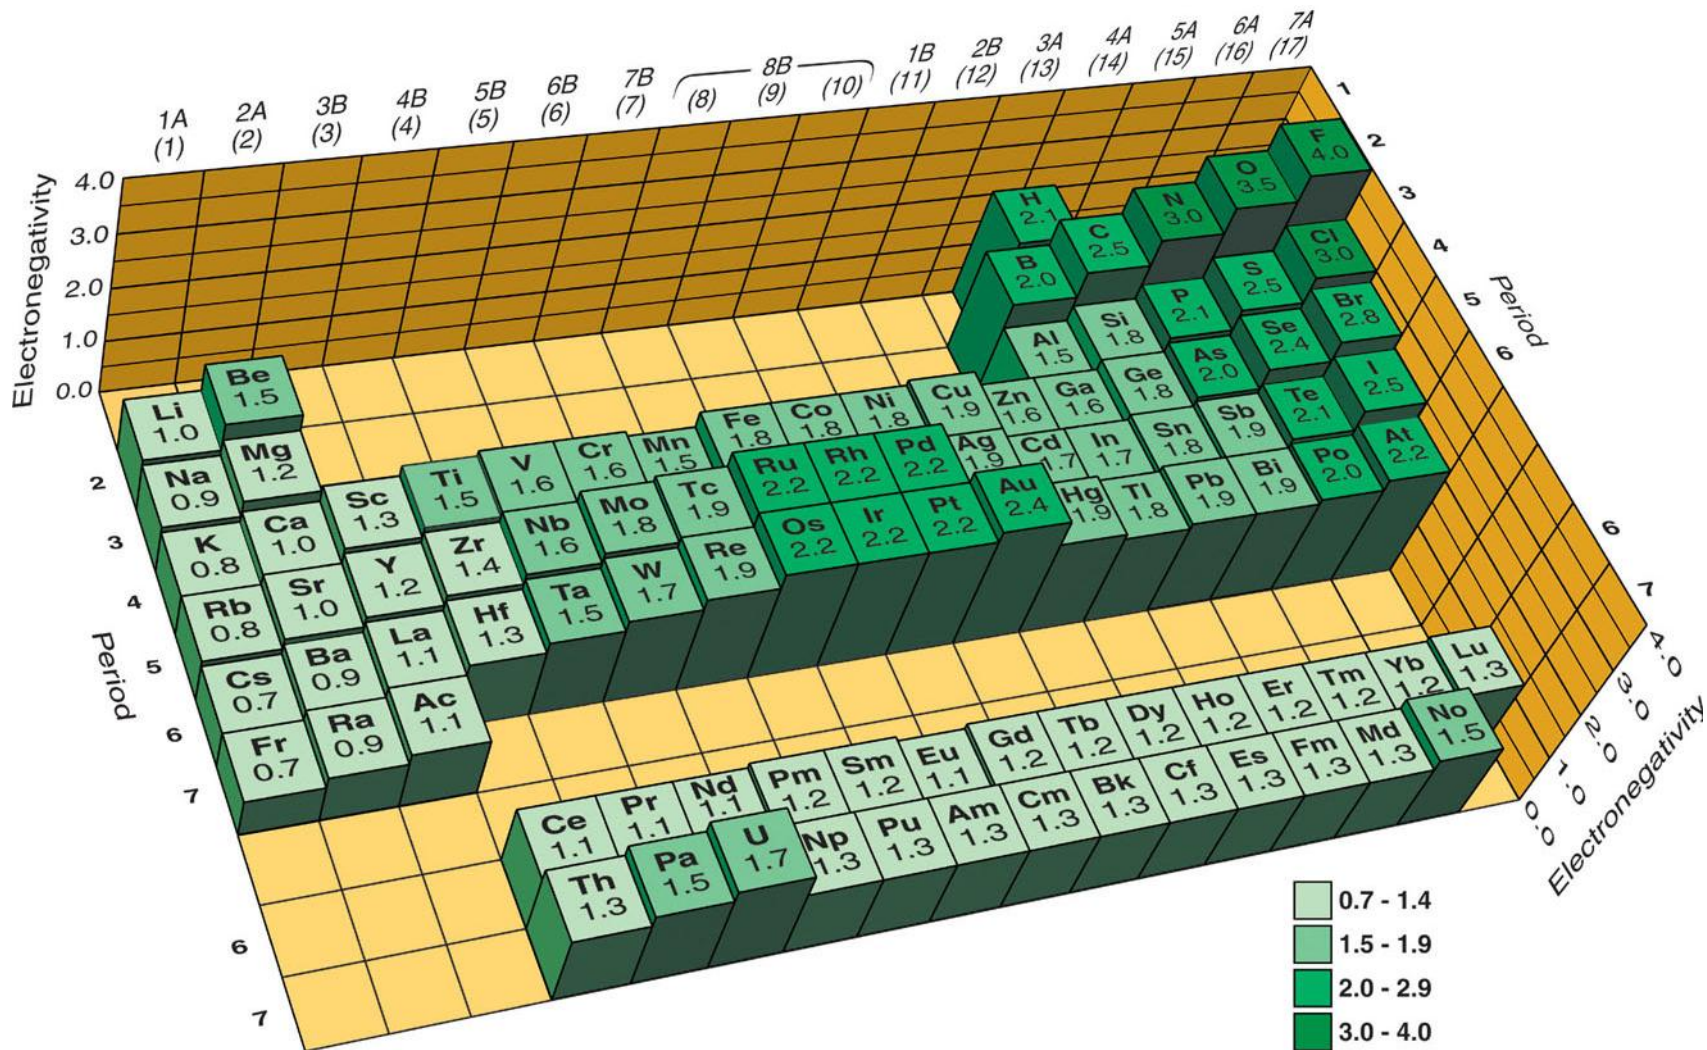 1A 2A 3B 4B 5B 6B 7B 8B 1B 2B 3A 4A 5A 6A 7A
(1) (2) (3) (4) (5) (6) (7) (8) (9) (10) (11) (12) (13) (14) (15) (16) (17)
Electronegativity
4.0
3.0
2.0
1.0
0.0
Period
1
2
3
4
5
6
6
7
H 2.1
Li 1.0
Be 1.5
B 2.0
C 2.5
N 3.0
O 3.5
F 4.0
Na 0.9
Mg 1.2
Al 1.5
Si 1.8
P 2.1
S 2.5
Cl 3.0
K 0.8
Ca 1.0
Sc 1.3
Ti 1.5
V 1.6
Cr 1.6
Mn 1.5
Fe 1.8
Co 1.8
Ni 1.8
Cu 1.9
Zn 1.6
Ga 1.6
Ge 1.8
As 2.0
Se 2.4
Br 2.8
Rb 0.8
Sr 1.0
Y 1.2
Zr 1.4
Nb 1.6
Mo 1.8
Tc 1.9
Ru 2.2
Rh 2.2
Pd 2.2
Ag 1.9
Cd 1.7
In 1.7
Sn 1.8
Sb 1.9
Te 2.1
I 2.5
Cs 0.7
Ba 0.9
La 1.1
Hf 1.3
Ta 1.5
W 1.7
Re 1.9
Os 2.2
Ir 2.2
Pt 2.2
Au 2.4
Hg 1.9
Tl 1.8
Pb 1.9
Bi 1.9
Po 2.0
At 2.2
Fr 0.7
Ra 0.9
Ac 1.1
Ce 1.1
Pr 1.1
Nd 1.1
Pm 1.2
Sm 1.2
Eu 1.1
Gd 1.2
Tb 1.2
Dy 1.2
Ho 1.2
Er 1.2
Tm 1.2
Yb 1.2
Lu 1.3
Th 1.3
Pa 1.5
U 1.7
Np 1.3
Pu 1.3
Am 1.3
Cm 1.3
Bk 1.3
Cf 1.3
Es 1.3
Fm 1.3
Md 1.3
No 1.5
2
3
4
5
6
7
6
7
Period
4.0
3.0
2.0
1.0
0.0
Electronegativity
0.7 - 1.4
1.5 - 1.9
2.0 - 2.9
3.0 - 4.0